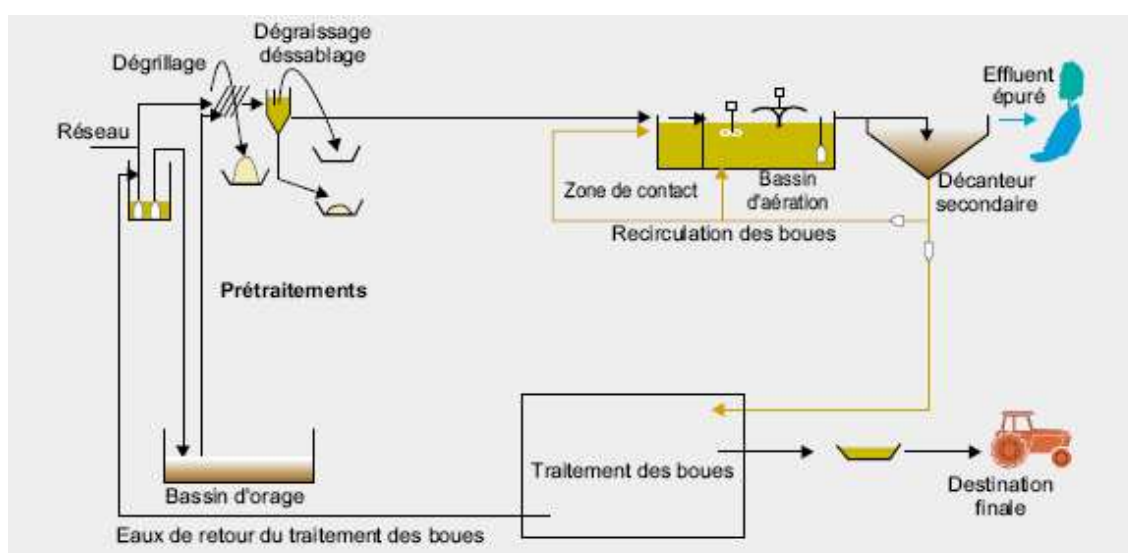 Dégraissage
déssablage
Dégrillage
Effluent
épuré
Réseau
Zone de contact
Bassin
d'aération
Décanteur
secondaire
Recirculation des boues
Prétraitements
Traitement des boues
Bassin d'orage
Destination
finale
Eaux de retour du traitement des boues